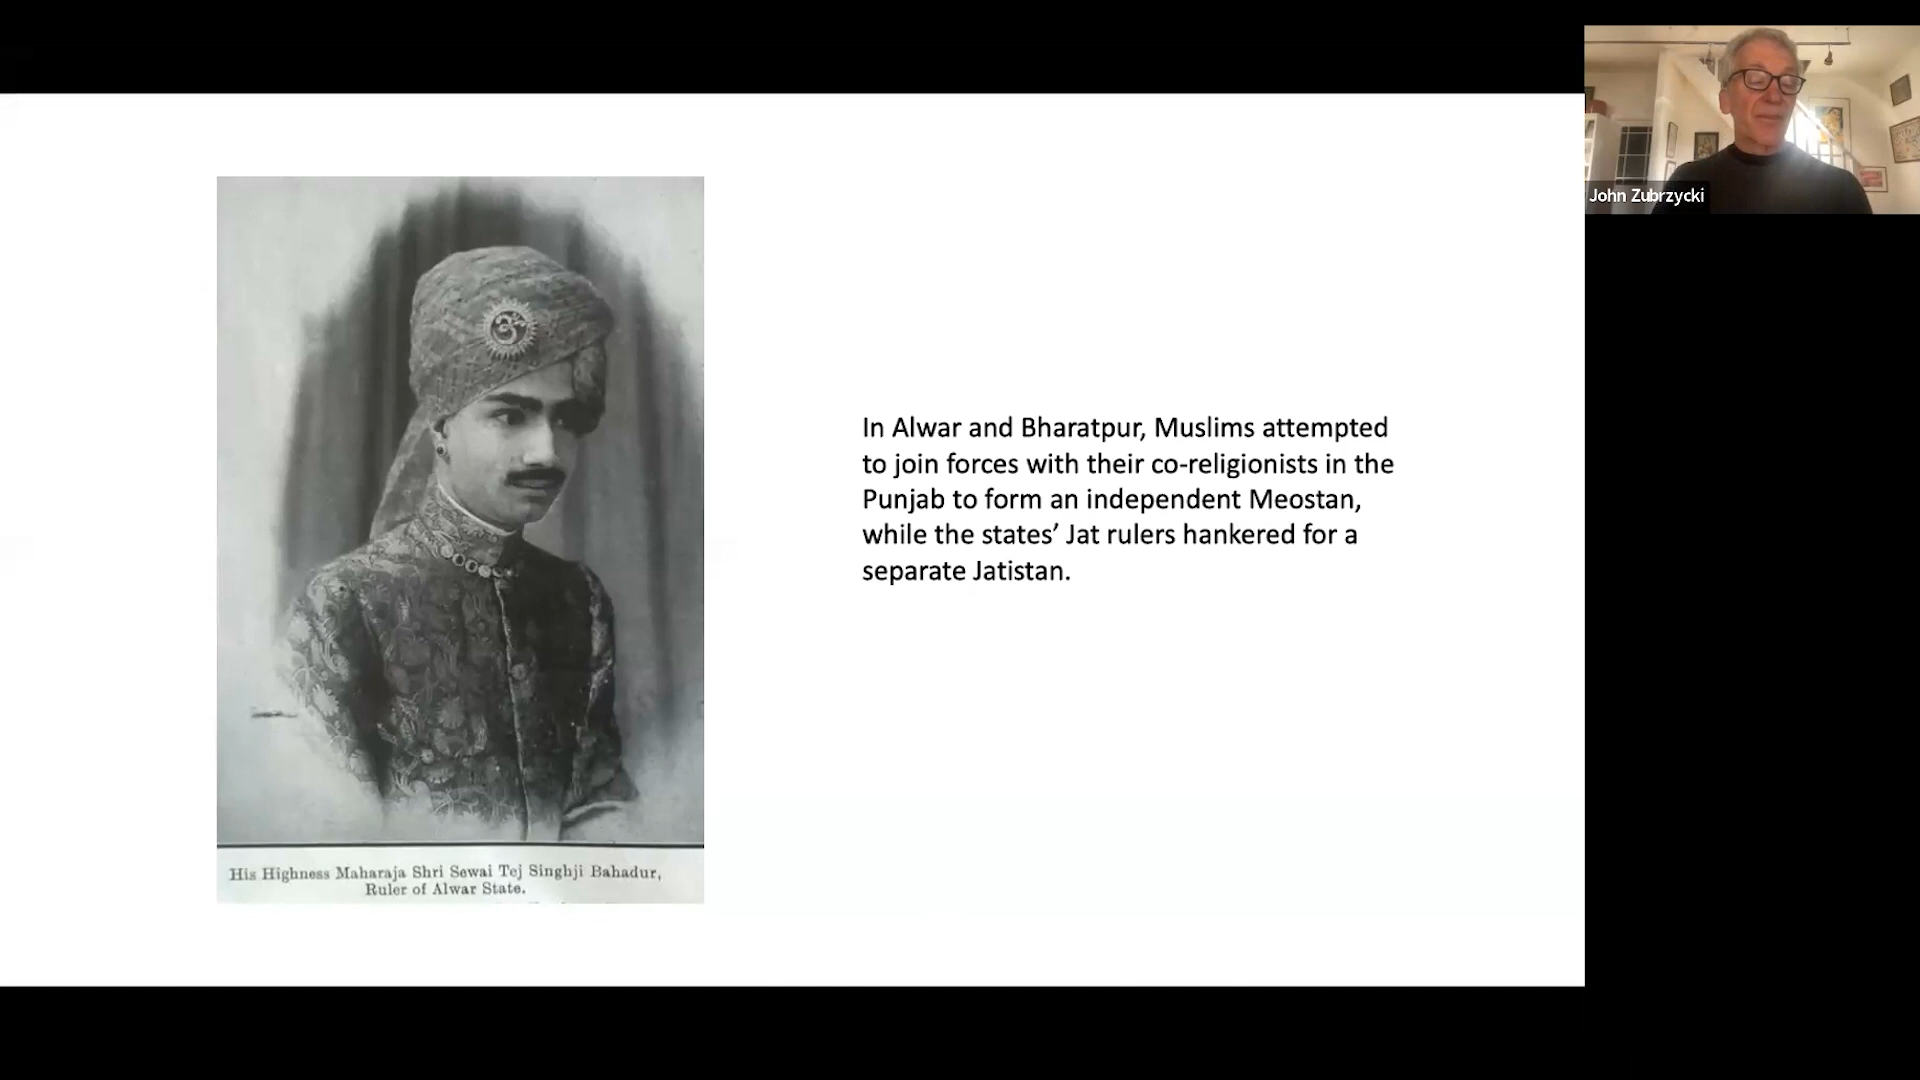 John Zubrzycki
In Alwar and Bharatpur, Muslims attempted
to join forces with their co-religionists in the
Punjab to form an independent Meostan,
while the states’ Jat rulers hankered for a
separate Jatistan.
ॐ
His Highness Maharaja Shri Sewai Tej Singhji Bahadur,
Ruler of Alwar State.